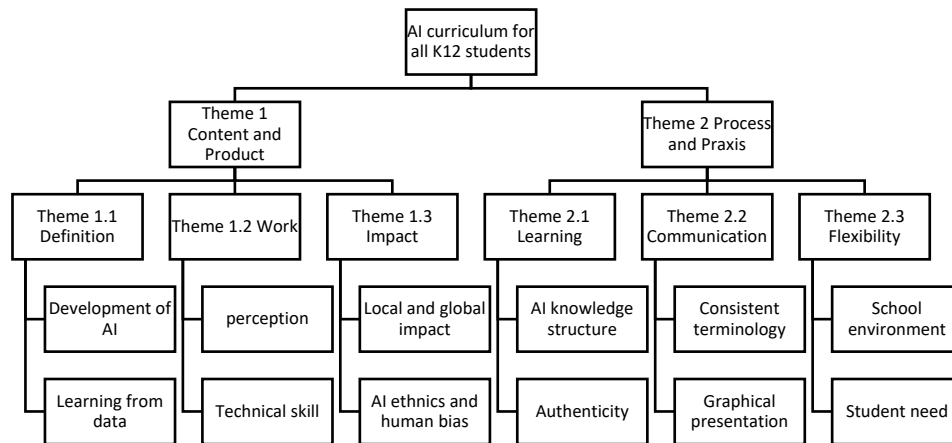 AI curriculum for
all K12 students
Theme 1
Content and
Product
Theme 2 Process
and Praxis
Theme 1.1
Definition
Theme 1.2 Work
Theme 1.3
Impact
Theme 2.1
Learning
Theme 2.2
Communication
Theme 2.3
Flexibility
Development of
AI
perception
Local and global
impact
AI knowledge
structure
Consistent
terminology
School
environment
Learning from
data
Technical skill
AI ethnics and
human bias
Authenticity
Graphical
presentation
Student need